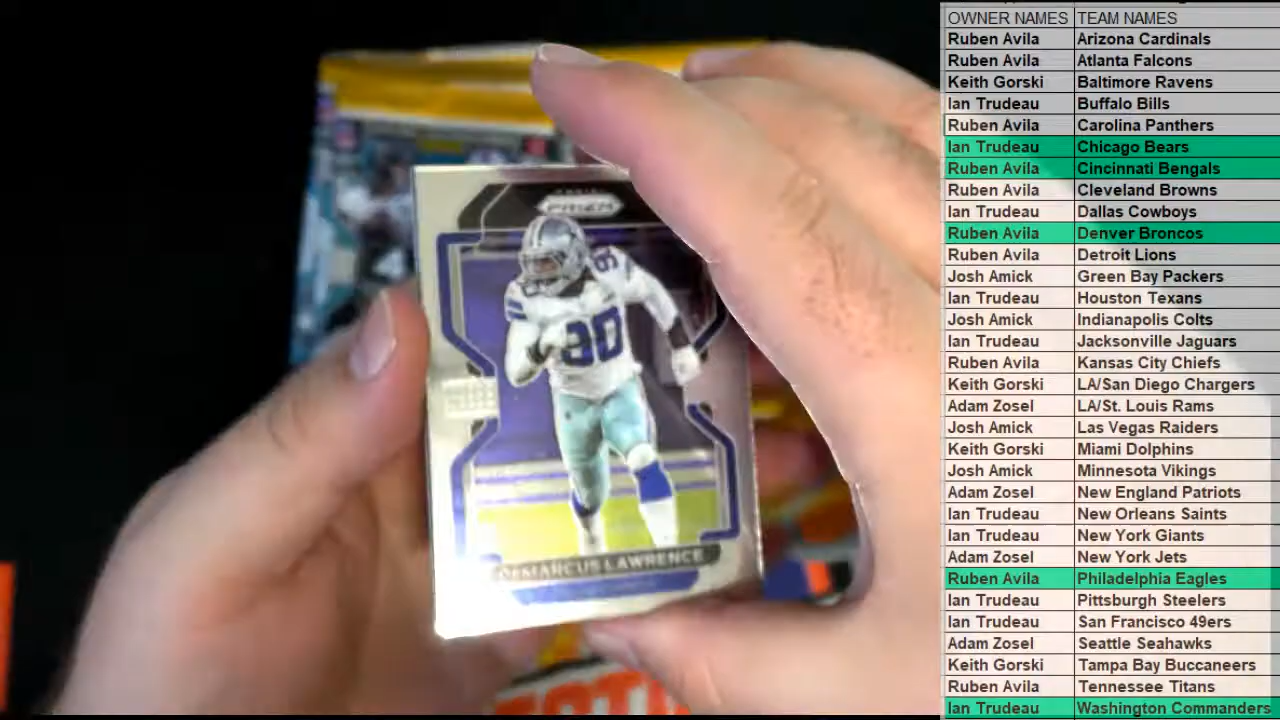 OWNER NAMES TEAM NAMES
Ruben Avila Arizona Cardinals
Ruben Avila Atlanta Falcons
Keith Gorski Baltimore Ravens
Ian Trudeau Buffalo Bills
Ruben Avila Carolina Panthers
Ian Trudeau Chicago Bears
Ruben Avila Cincinnati Bengals
Ruben Avila Cleveland Browns
Ian Trudeau Dallas Cowboys
Ruben Avila Denver Broncos
Ruben Avila Detroit Lions
Josh Amick Green Bay Packers
Ian Trudeau Houston Texans
Josh Amick Indianapolis Colts
Ian Trudeau Jacksonville Jaguars
Ruben Avila Kansas City Chiefs
Keith Gorski LA/San Diego Chargers
Adam Zosel LA/St. Louis Rams
Josh Amick Las Vegas Raiders
Keith Gorski Miami Dolphins
Josh Amick Minnesota Vikings
Adam Zosel New England Patriots
Ian Trudeau New Orleans Saints
Ian Trudeau New York Giants
Adam Zosel New York Jets
Ruben Avila Philadelphia Eagles
Ian Trudeau Pittsburgh Steelers
Ian Trudeau San Francisco 49ers
Adam Zosel Seattle Seahawks
Keith Gorski Tampa Bay Buccaneers
Ruben Avila Tennessee Titans
Ian Trudeau Washington Commanders
PRIZM
90
DEMARCUS LAWRENCE